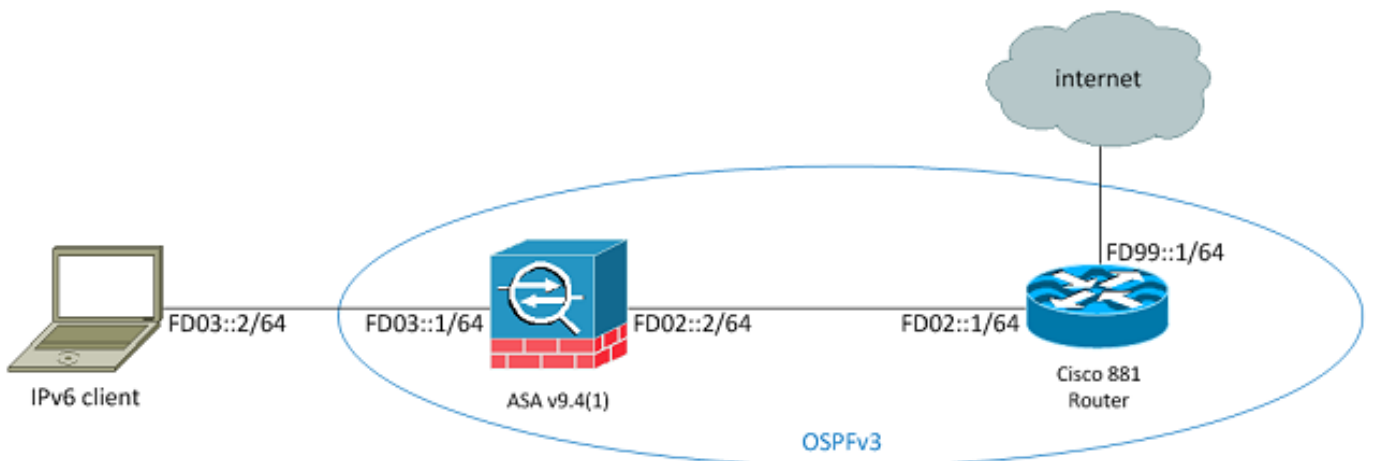 internet
FD99::1/64
FD03::2/64
FD03::1/64
FD02::2/64
FD02::1/64
IPv6 client
ASA v9.4(1)
Cisco 881
Router
OSPFv3